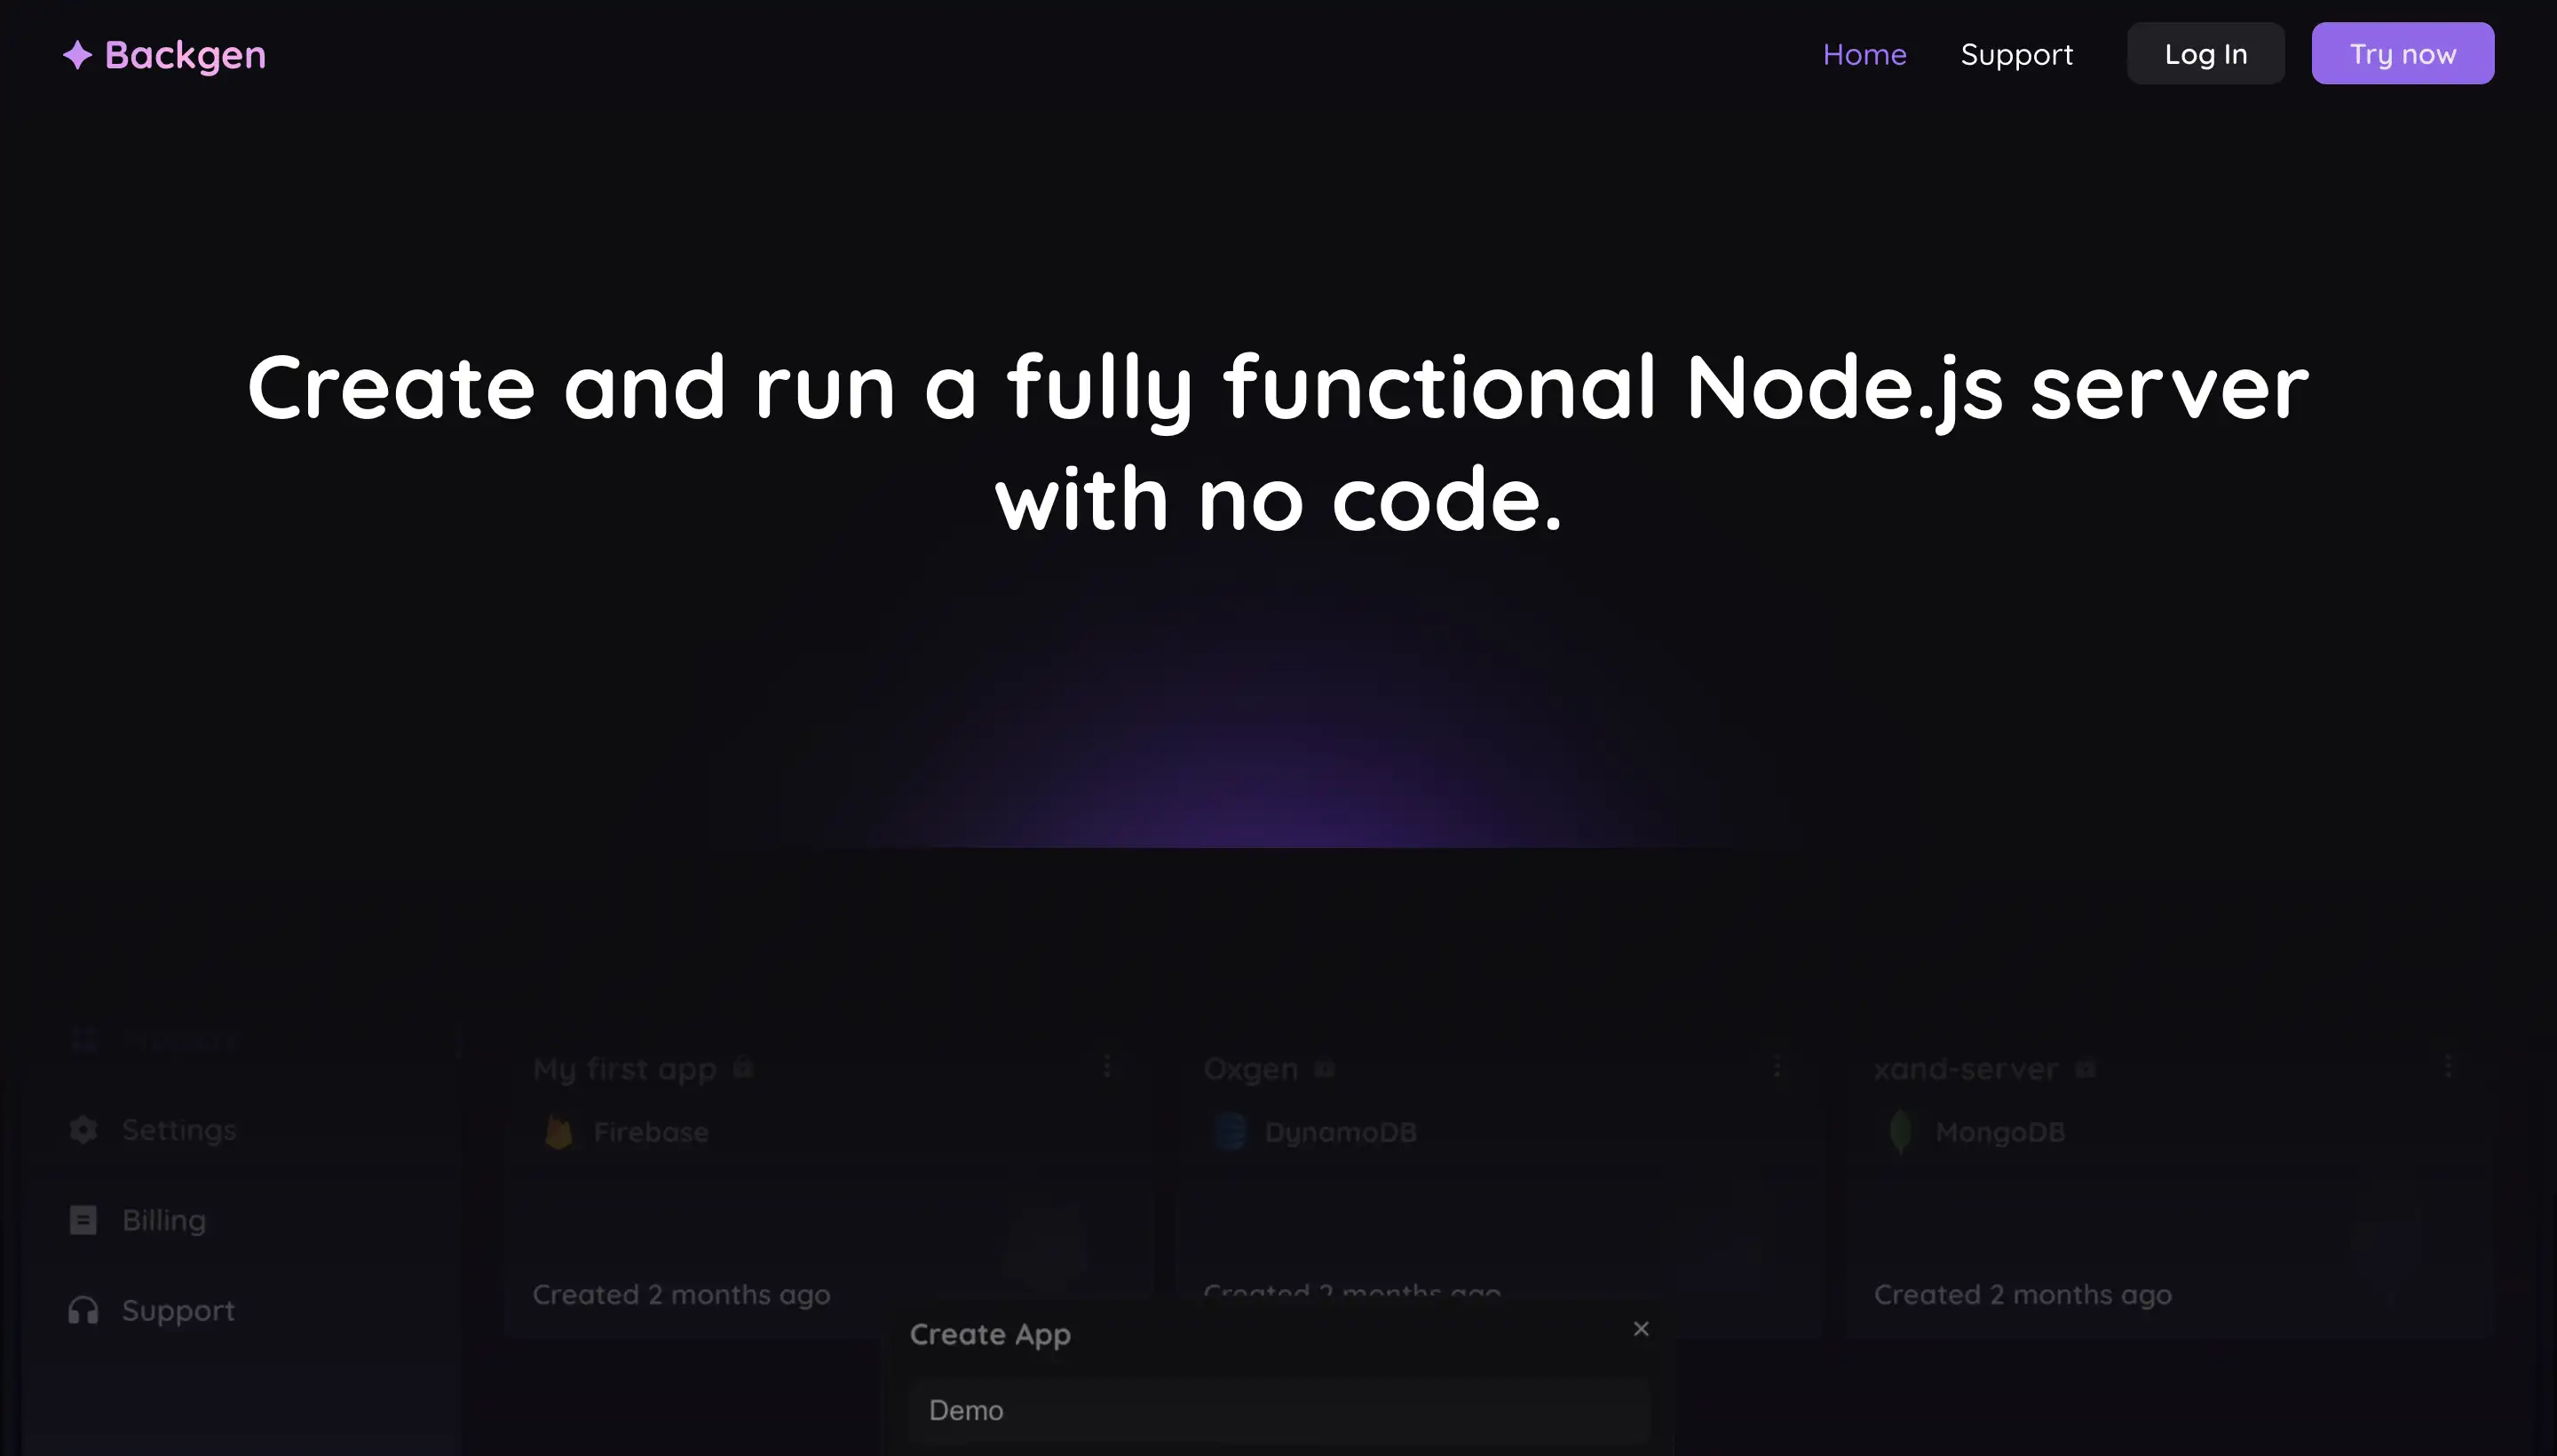 Backgen
Home
Support
Log In
Try now
Create and run a fully functional Node.js server
with no code.
My first app
Oxgen
xand-server
Settings
Firebase
DynamoDB
MongoDB
Billing
Created 2 months ago
Created 2 months ago
Created 2 months ago
Support
Create App
Demo